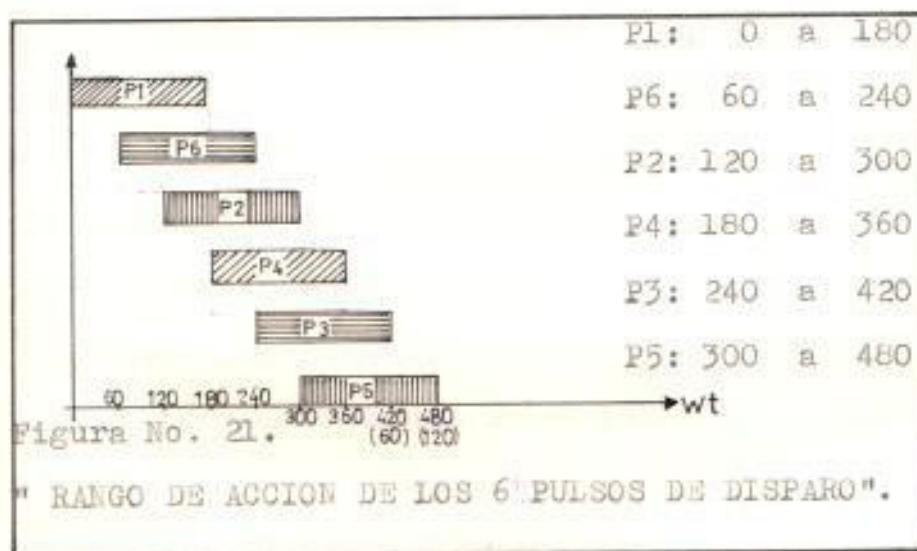 P1: 0 a 180
P1
P6: 60 a 240
P6
P2: 120 a 300
P2
P4: 180 a 360
P4
P3: 240 a 420
P3
P5: 300 a 480
P5
60 120 180 240
300 360 420 480
(60) (120)
wt
Figura No. 21.
" RANGO DE ACCION DE LOS 6 PULSOS DE DISPARO".